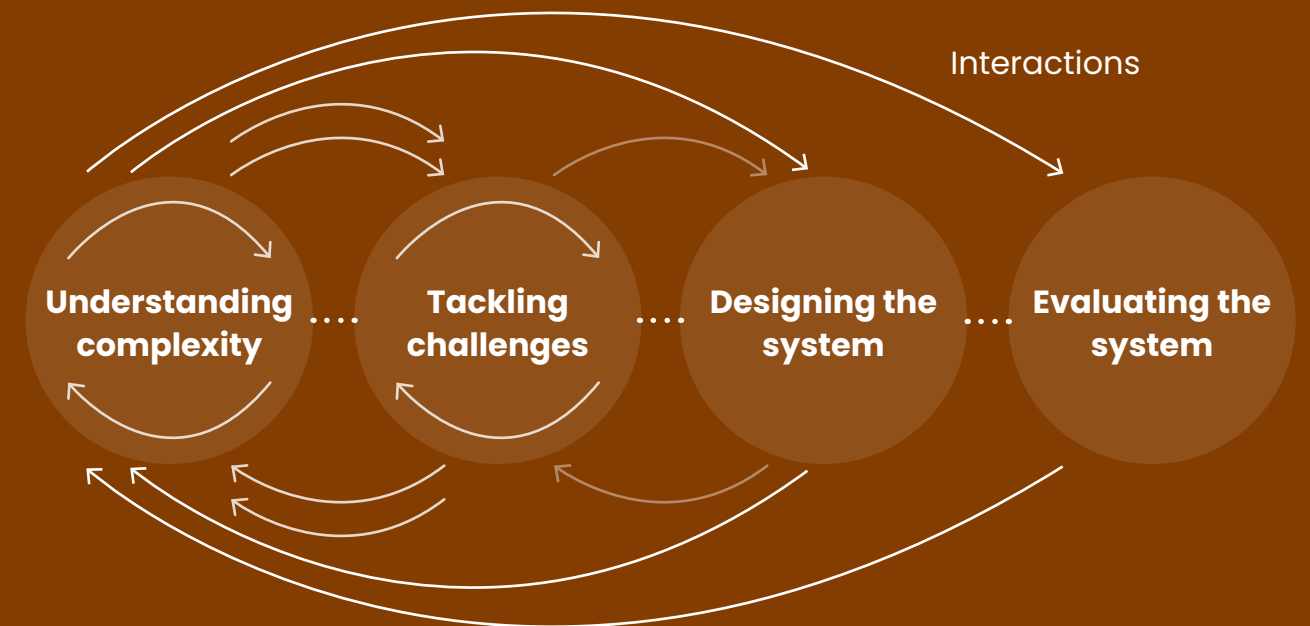 Interactions
Understanding
complexity
Tackling
challenges
Designing the
system
Evaluating the
system